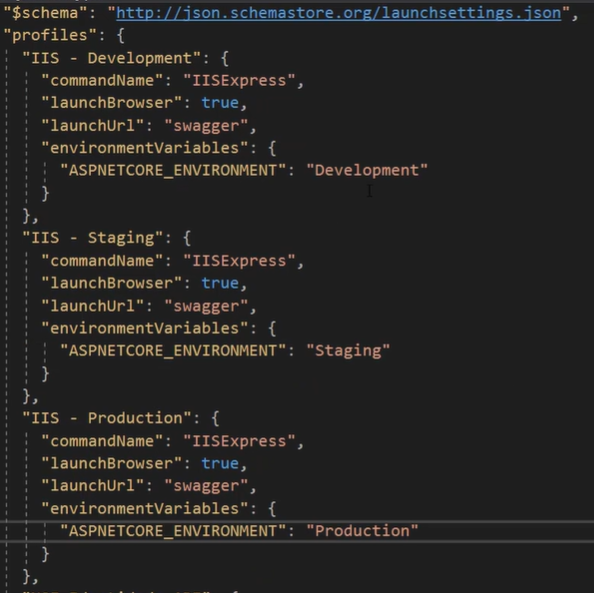 "$schema": "http://json.schemastore.org/launchsettings.json",
"profiles": {
"IIS - Development": {
"commandName": "IISExpress",
"launchBrowser": true,
"launchUrl": "swagger",
"environmentVariables": {
"ASPNETCORE_ENVIRONMENT": "Development"
}
},
"IIS - Staging": {
"commandName": "IISExpress",
"launchBrowser": true,
"launchUrl": "swagger",
"environmentVariables": {
"ASPNETCORE_ENVIRONMENT": "Staging"
}
},
"IIS - Production": {
"commandName": "IISExpress",
"launchBrowser": true,
"launchUrl": "swagger",
"environmentVariables": {
"ASPNETCORE_ENVIRONMENT": "Production"
}
},